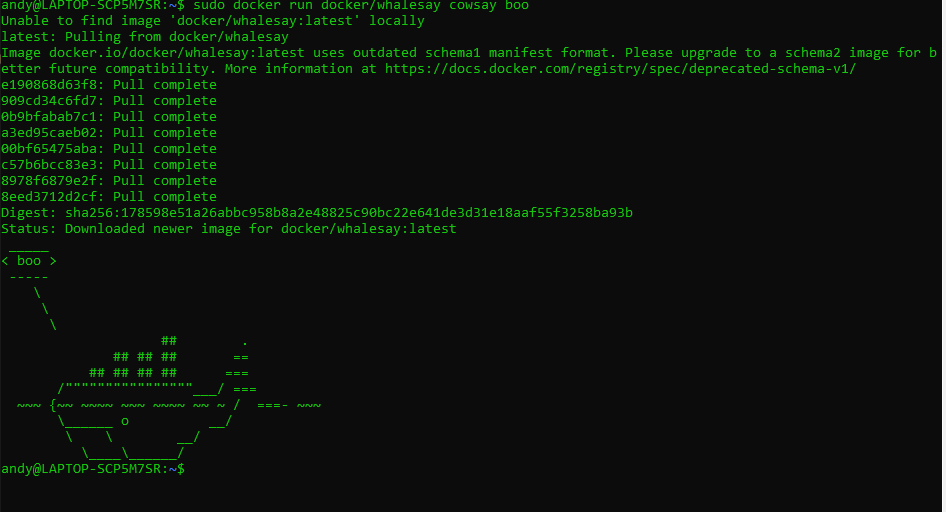 andy@LAPTOP-SCP5M7SR:~$ sudo docker run docker/whalesay cowsay boo
Unable to find image 'docker/whalesay:latest' locally
latest: Pulling from docker/whalesay
Image docker.io/docker/whalesay:latest uses outdated schema1 manifest format. Please upgrade to a schema2 image for b
etter future compatibility. More information at https://docs.docker.com/registry/spec/deprecated-schema-v1/
e190868d63f8: Pull complete
909cd34c6fd7: Pull complete
0b9bfabab7c1: Pull complete
a3ed95caeb02: Pull complete
00bf65475aba: Pull complete
c57b6bcc83e3: Pull complete
8978f6879e2f: Pull complete
8eed3712d2cf: Pull complete
Digest: sha256:178598e51a26abbc958b8a2e48825c90bc22e641de3d31e18aaf55f3258ba93b
Status: Downloaded newer image for docker/whalesay:latest
 _____
< boo >
 -----
    \
     \
      \
                    ##        .
              ## ## ##       ==
           ## ## ## ##      ===
       /""""""""""""""""___/ ===
  ~~~ {~~ ~~~~ ~~~ ~~~~ ~~ ~ /  ===- ~~~
       \______ o          __/
        \    \        __/
          \____\______/
andy@LAPTOP-SCP5M7SR:~$